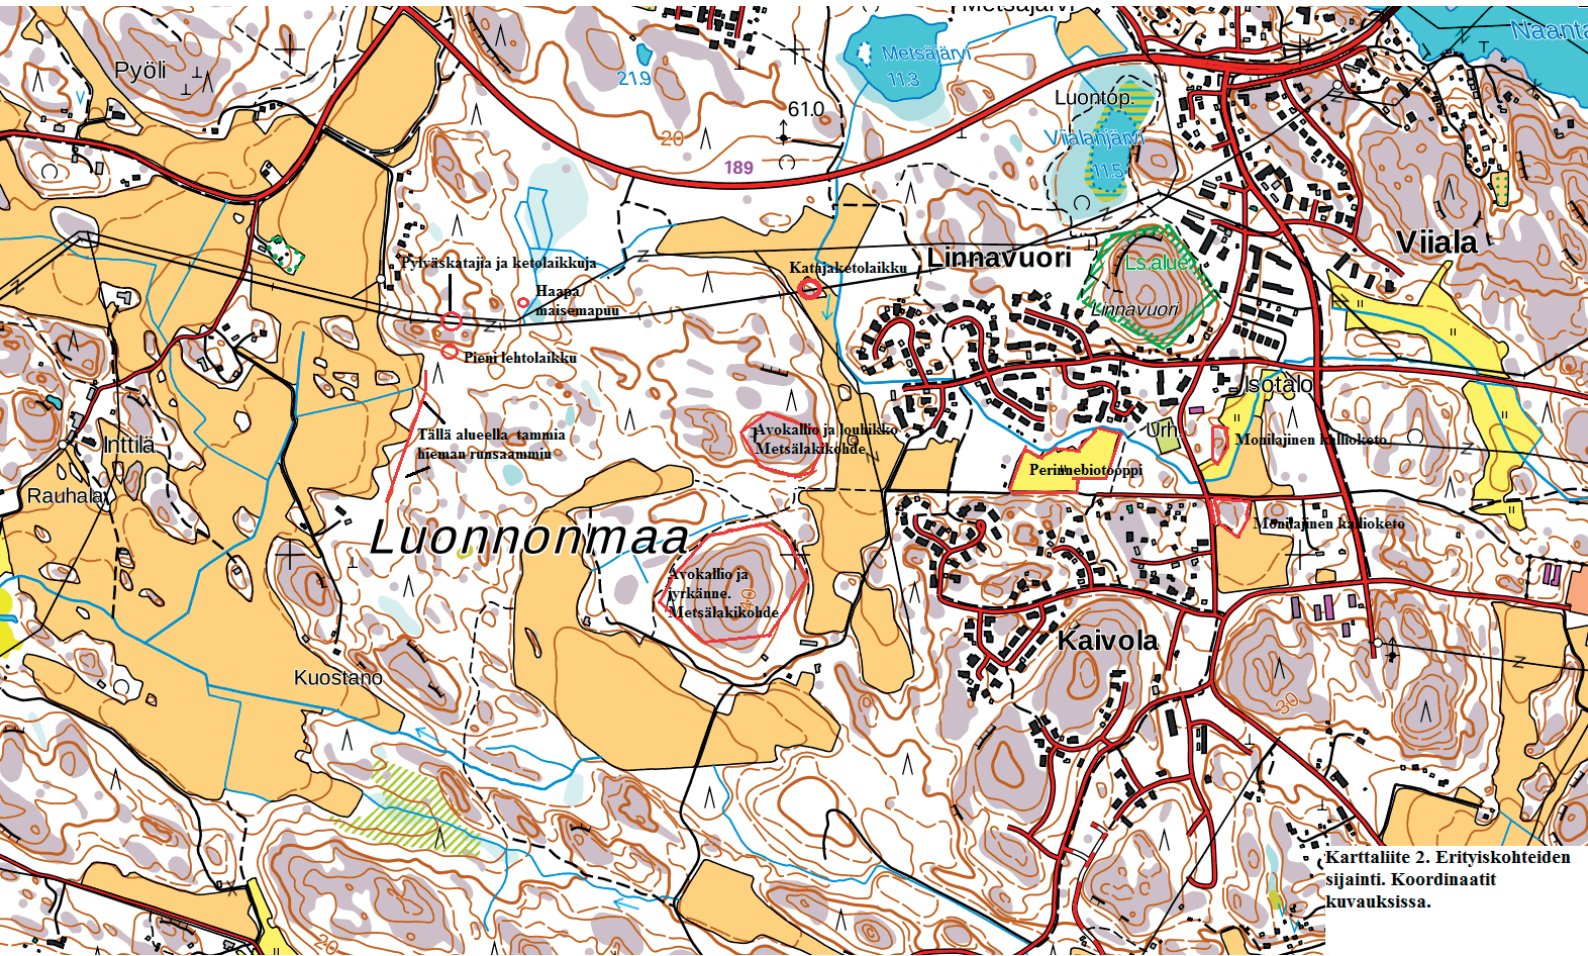 Metsäjärvi
Naanta
Pyöli
21.9
Metsäjärvi
11.3
61.0
Luontop.
20
Viialanjärvi
11.5
189
Viiala
Linnavuori
Ls.alue
Linnavuori
Pylväskatajia ja ketolaikkuja
Katajaketolaikku
Haapa
maisemapuu
Pieni lehtolaikku
Isotalo
Tällä alueella tammia
hieman runsaammin
Avokallio ja louhikko
Metsälakikohde
Urh.
Monilajinen kallioketo
Inttilä
Perinnebiotooppi
Rauhala
Monilajinen kallioketo
Luonnonmaa
Avokallio ja
jyrkänne.
Metsälakikohde
40
Kaivola
Kuostano
30
20
Karttaliite 2. Erityiskohteiden
sijainti. Koordinaatit
kuvauksissa.